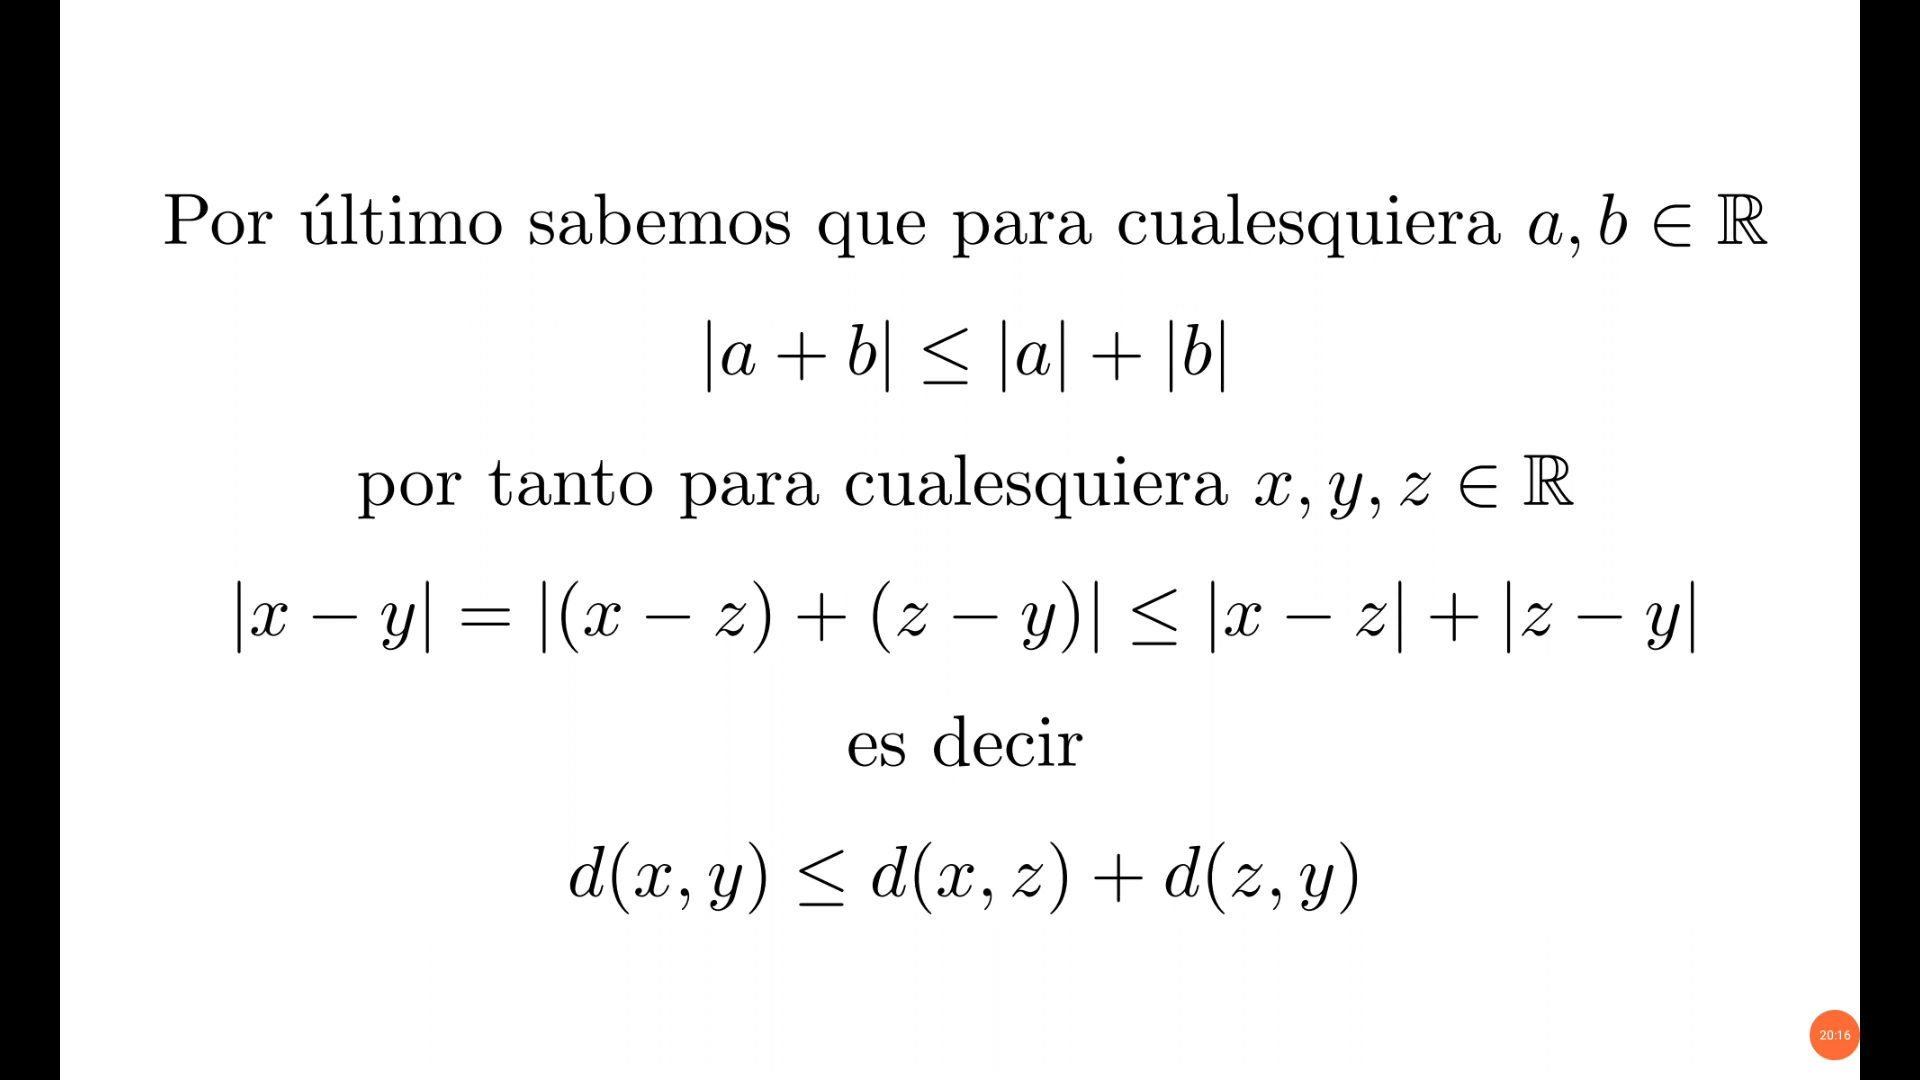 Por último sabemos que para cualesquiera a, b ∈ ℝ
|a + b| ≤ |a| + |b|
por tanto para cualesquiera x, y, z ∈ ℝ
|x − y| = |(x − z) + (z − y)| ≤ |x − z| + |z − y|
es decir
d(x, y) ≤ d(x, z) + d(z, y)
20:16